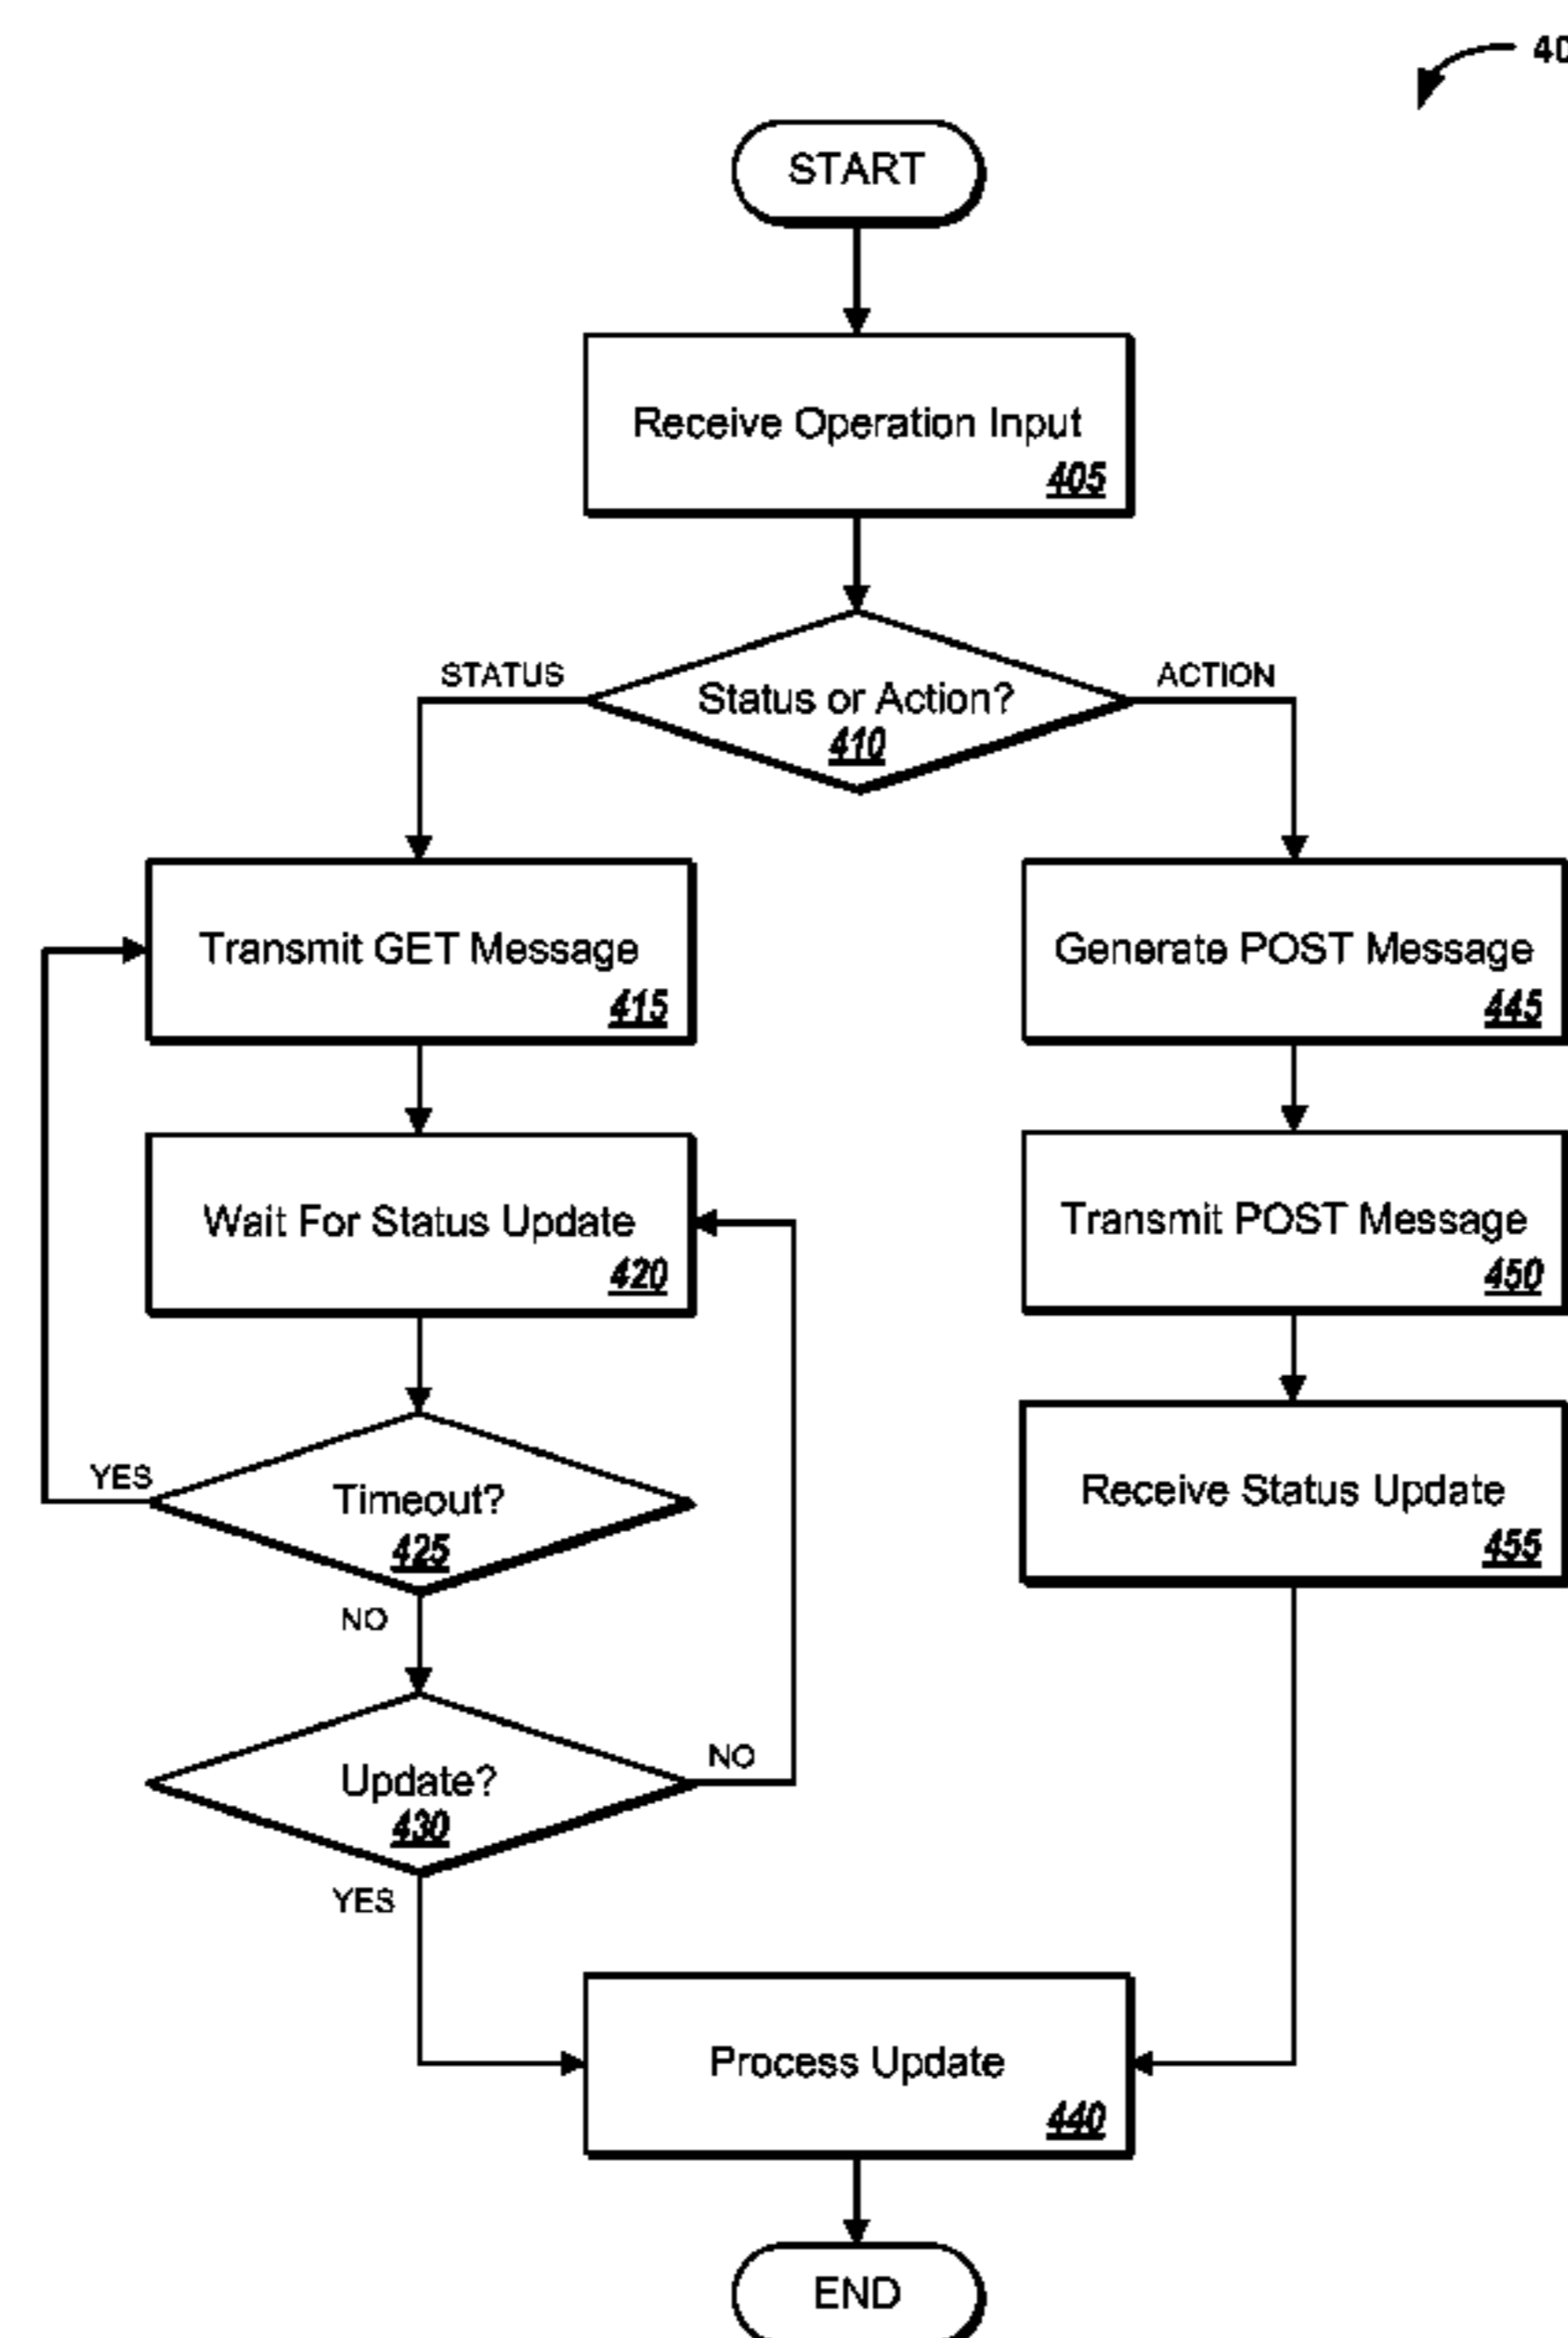 40
START
Receive Operation Input
405
STATUS
ACTION
Status or Action?
410
Transmit GET Message
415
Generate POST Message
445
Wait For Status Update
420
Transmit POST Message
450
YES
Timeout?
425
NO
Receive Status Update
455
Update?
430
NO
YES
Process Update
440
END